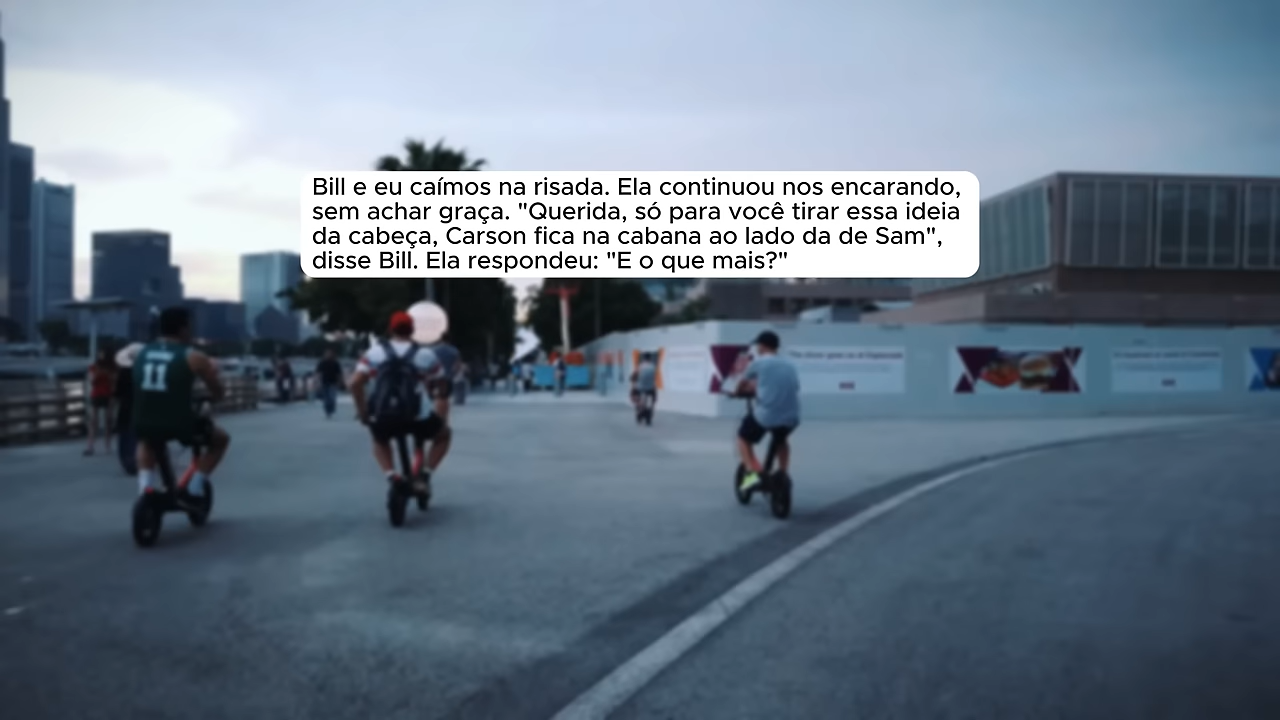 Bill e eu caímos na risada. Ela continuou nos encarando,
sem achar graça. "Querida, só para você tirar essa ideia
da cabeça, Carson fica na cabana ao lado da de Sam",
disse Bill. Ela respondeu: "E o que mais?"
11